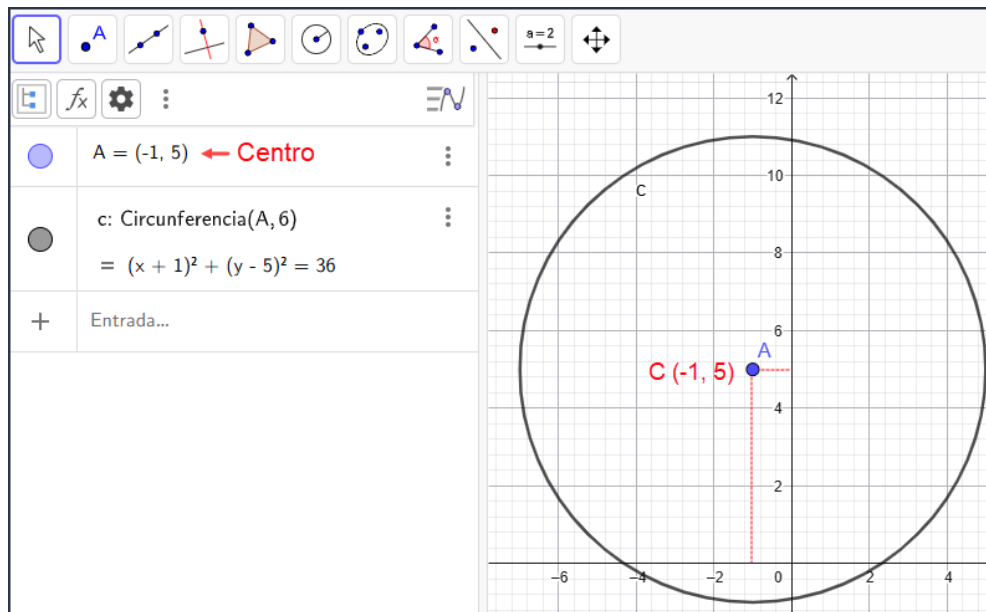 A
a=2
fx
A = (-1, 5) ← Centro
c: Circunferencia(A, 6)
= (x + 1)² + (y - 5)² = 36
+ Entrada...
12
10
c
8
6
A
C (-1, 5)
4
2
−6 −4 −2 0 2 4